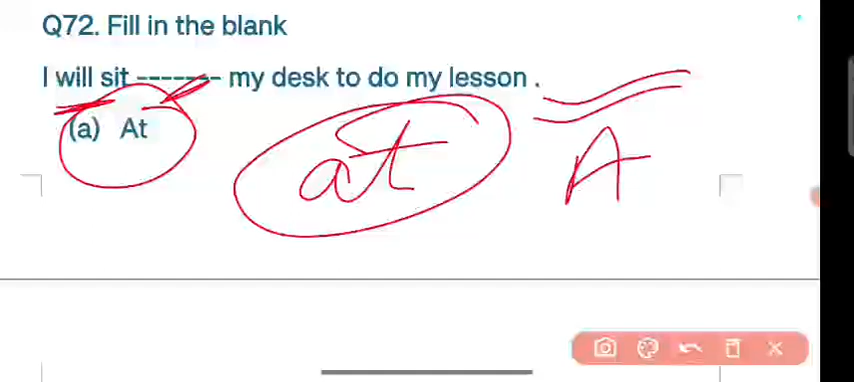 Q72. Fill in the blank
I will sit ------- my desk to do my lesson .
(a) At
at
A